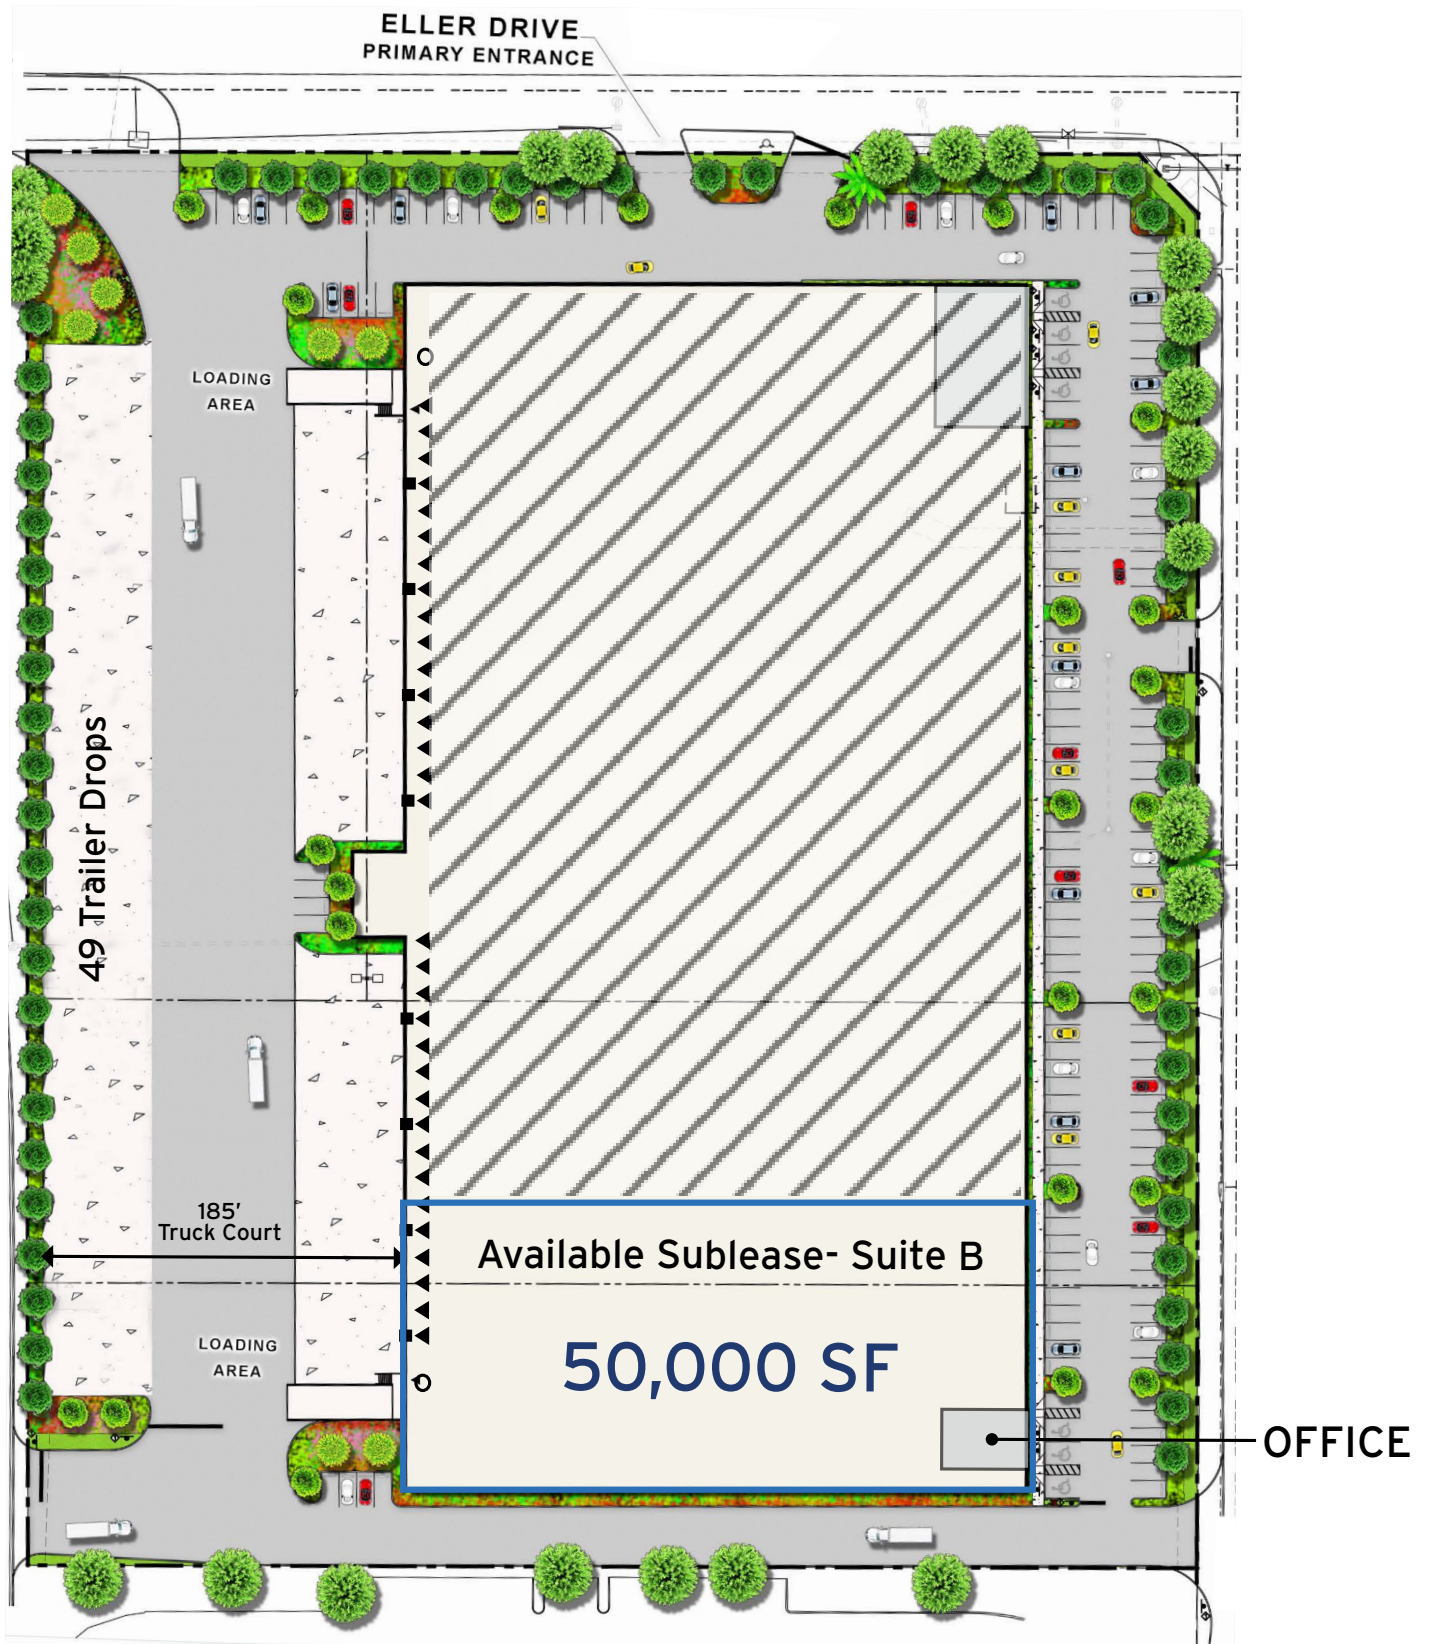 ELLER DRIVE
PRIMARY ENTRANCE
LOADING
AREA
49 Trailer Drops
185'
Truck Court
Available Sublease- Suite B
50,000 SF
LOADING
AREA
OFFICE